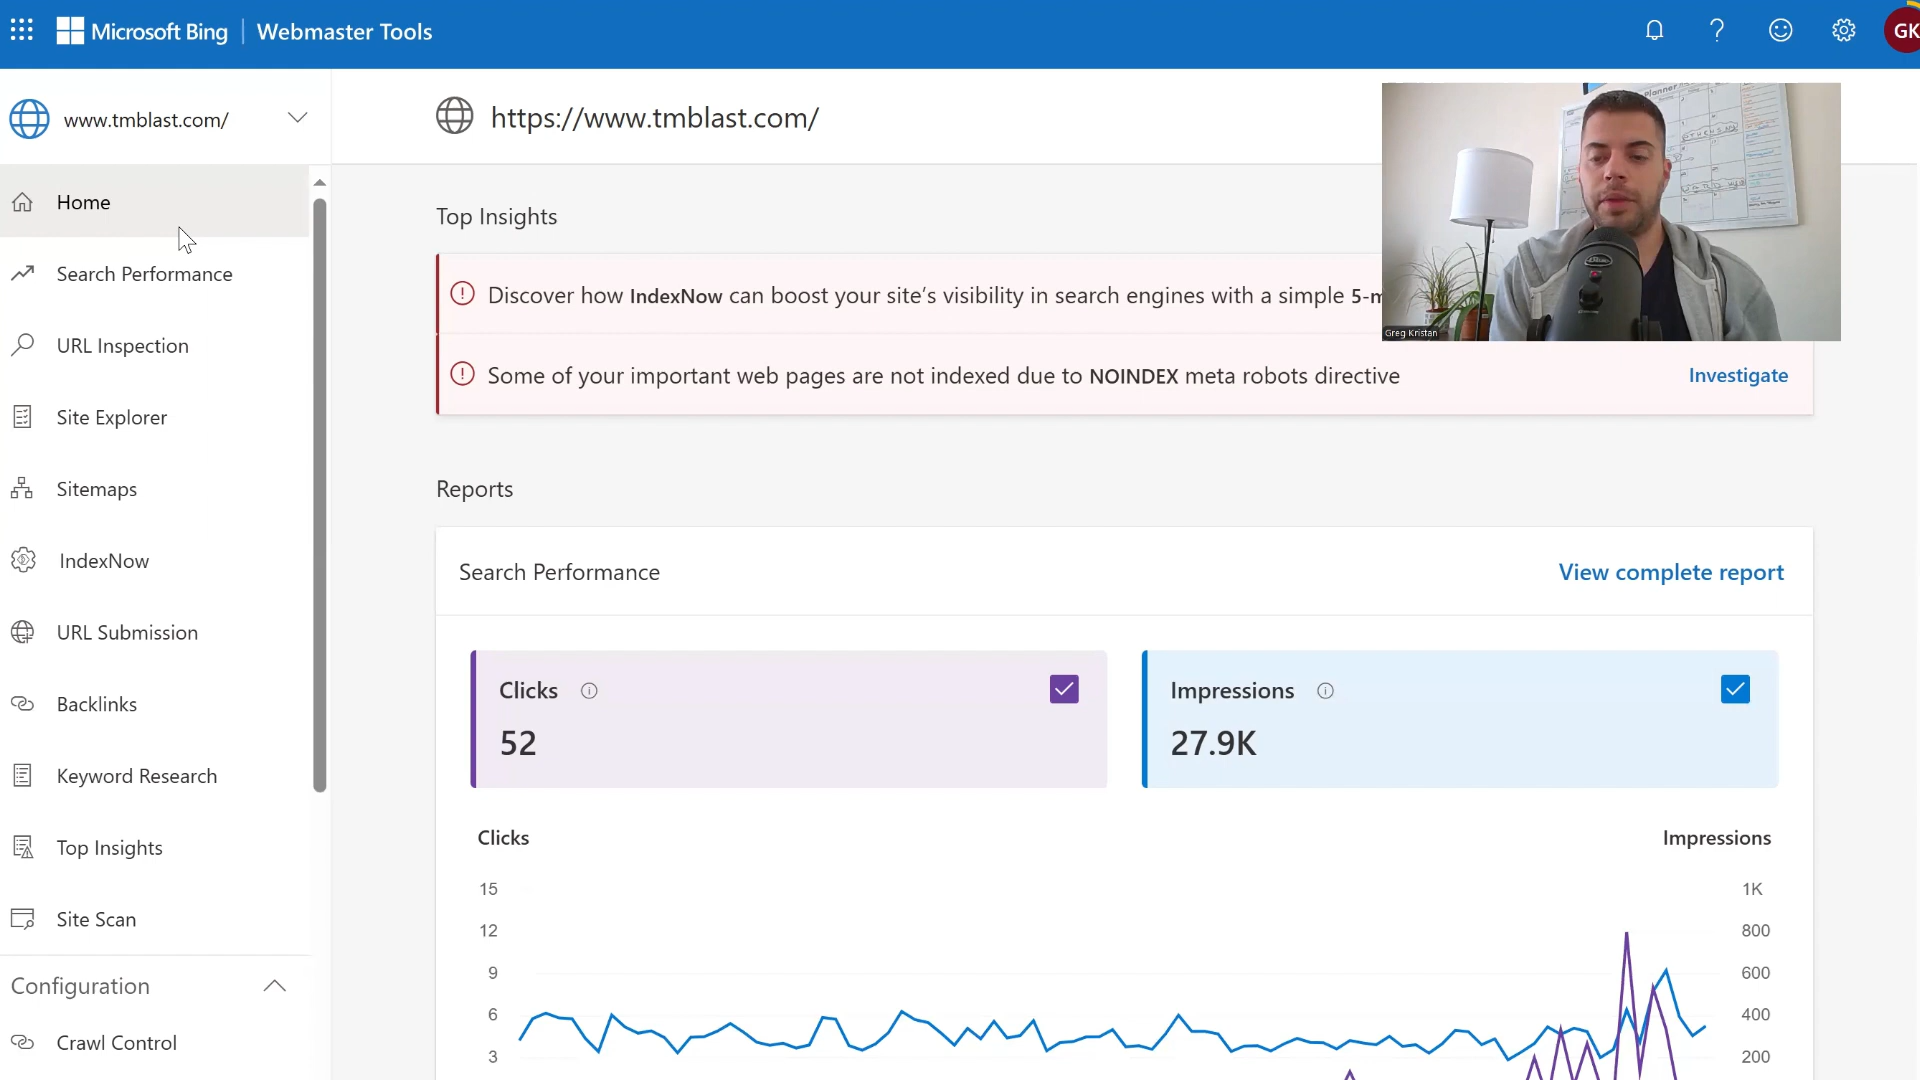 Microsoft Bing
Webmaster Tools
GK
www.tmblast.com/
https://www.tmblast.com/
Home
Search Performance
URL Inspection
Site Explorer
Sitemaps
IndexNow
URL Submission
Backlinks
Keyword Research
Top Insights
Site Scan
Configuration
Crawl Control
Top Insights
Discover how IndexNow can boost your site's visibility in search engines with a simple 5-m
Some of your important web pages are not indexed due to NOINDEX meta robots directive
Investigate
Planner
Greg Kristan
Reports
Search Performance
View complete report
Clicks
52
Impressions
27.9K
Clicks
Impressions
15
12
9
6
3
1K
800
600
400
200